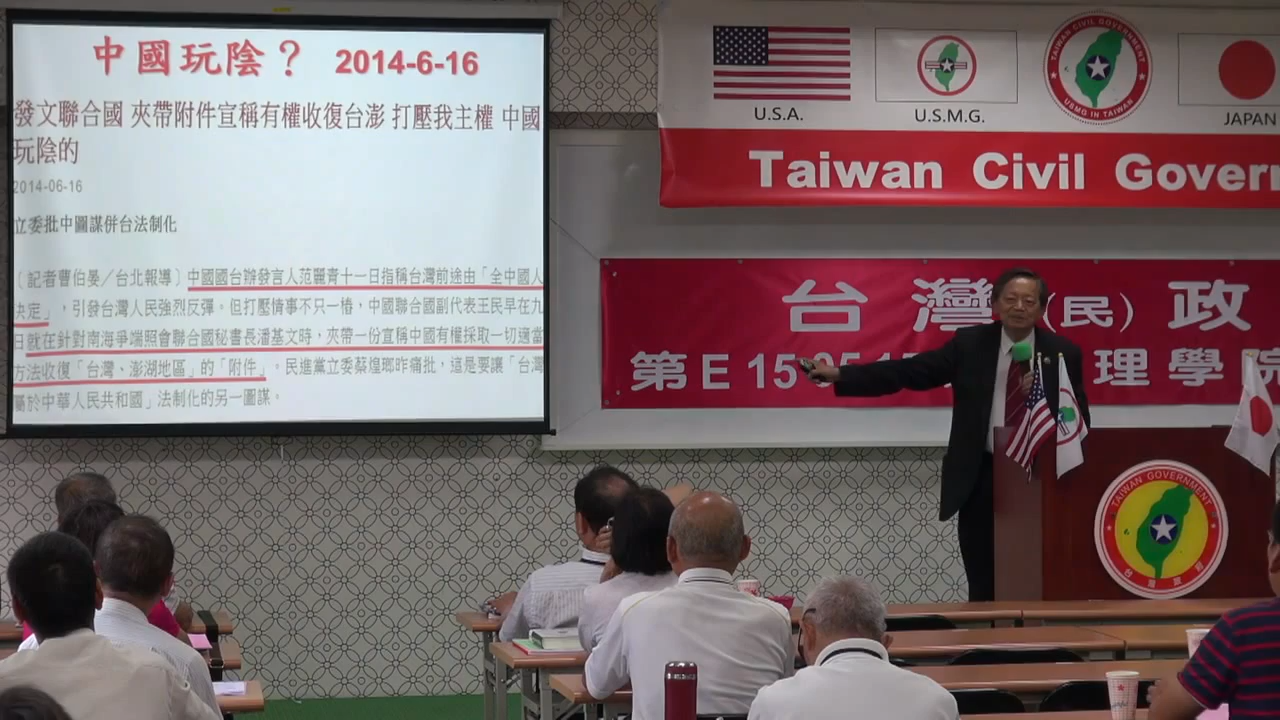 中國玩陰？ 2014-6-16
發文聯合國 夾帶附件宣稱有權收復台澎 打壓我主權 中國
玩陰的
2014-06-16
立委批中圖謀併台法制化
〔記者曹伯晏／台北報導〕中國國台辦發言人范麗青十一日指稱台灣前途由「全中國人
決定」，引發台灣人民強烈反彈。但打壓情事不只一樁，中國聯合國副代表王民早在九
日就在針對南海爭端照會聯合國秘書長潘基文時，夾帶一份宣稱中國有權採取一切適當
方法收復「台灣、澎湖地區」的「附件」。民進黨立委蔡煌瑯昨痛批，這是要讓「台灣
屬於中華人民共和國」法制化的另一圖謀。
U.S.A.
U.S.M.G.
TAIWAN CIVIL GOVERNMENT
USMG IN TAIWAN
JAPAN
Taiwan Civil Govern
台灣(民)政
第E 15
理學院
TAIWAN GOVERNMENT
台灣政府